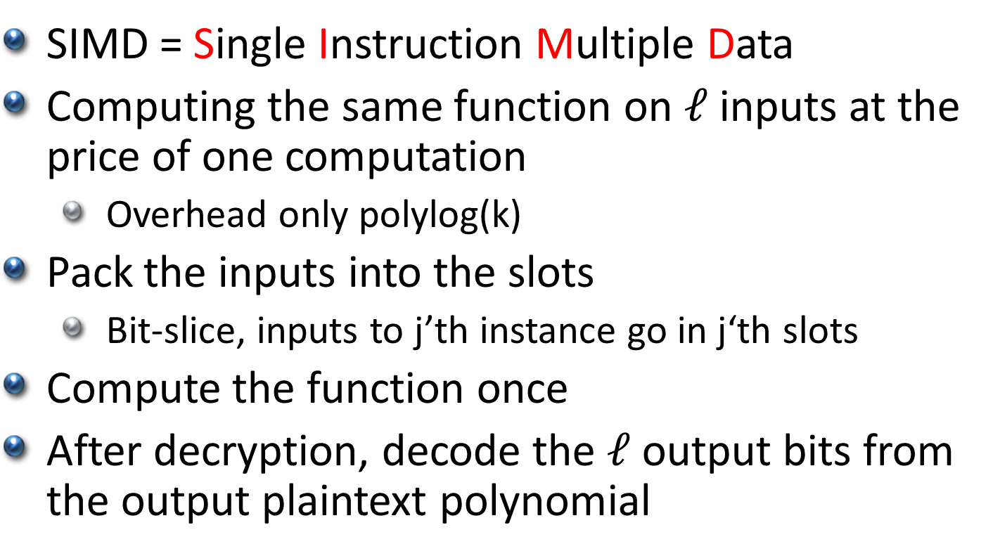 SIMD = Single Instruction Multiple Data
Computing the same function on ℓ inputs at the
price of one computation
Overhead only polylog(k)
Pack the inputs into the slots
Bit-slice, inputs to j’th instance go in j‘th slots
Compute the function once
After decryption, decode the ℓ output bits from
the output plaintext polynomial